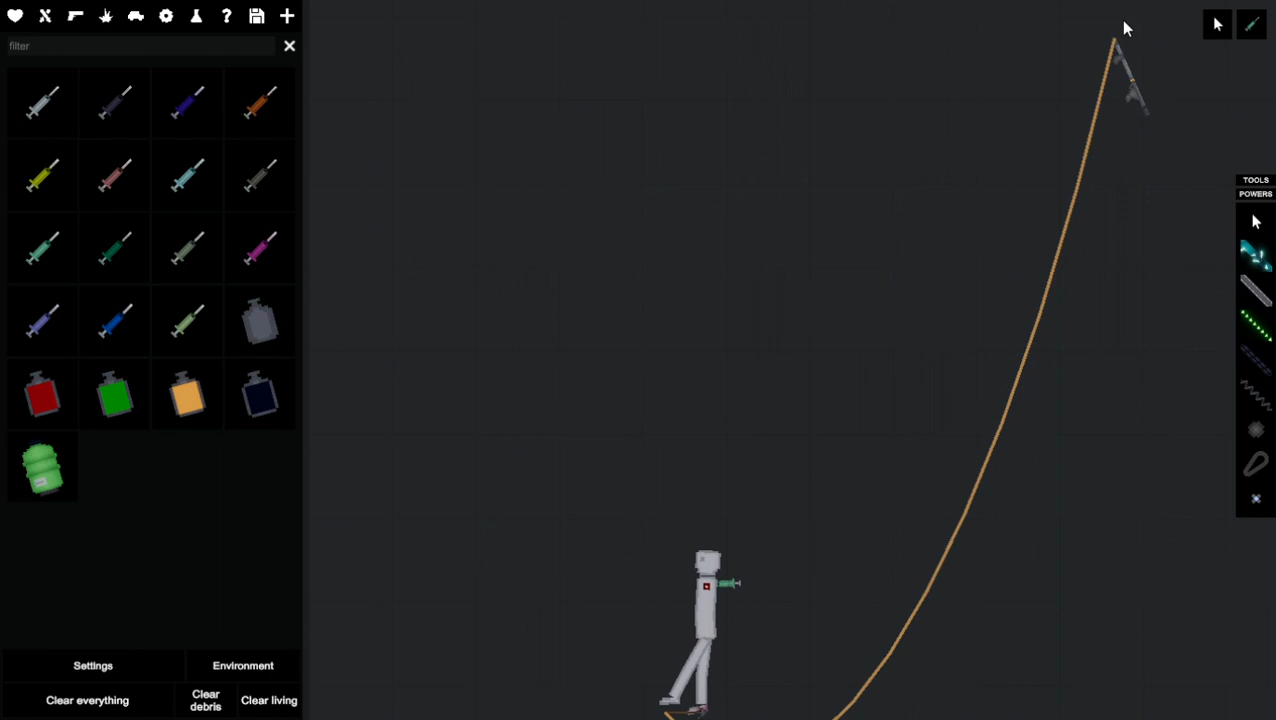 filter
TOOLS
POWERS
Settings
Environment
Clear everything
Clear
debris
Clear living